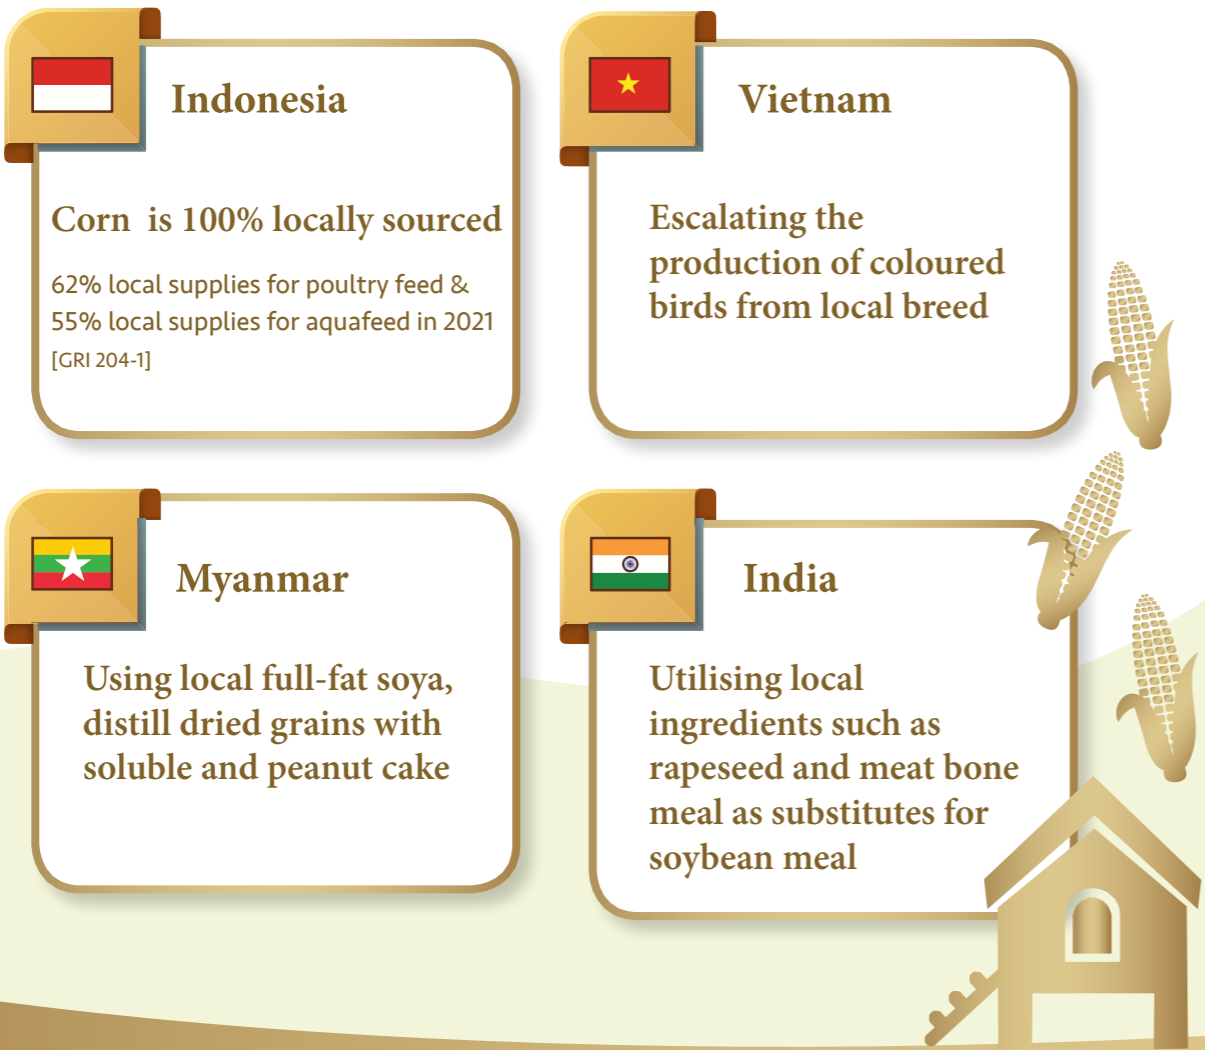 Indonesia
Corn  is 100% locally sourced
62% local supplies for poultry feed &
55% local supplies for aquafeed in 2021
[GRI 204-1]
Vietnam
Escalating the
production of coloured
birds from local breed
Myanmar
Using local full-fat soya,
distill dried grains with
soluble and peanut cake
India
Utilising local
ingredients such as
rapeseed and meat bone
meal as substitutes for
soybean meal